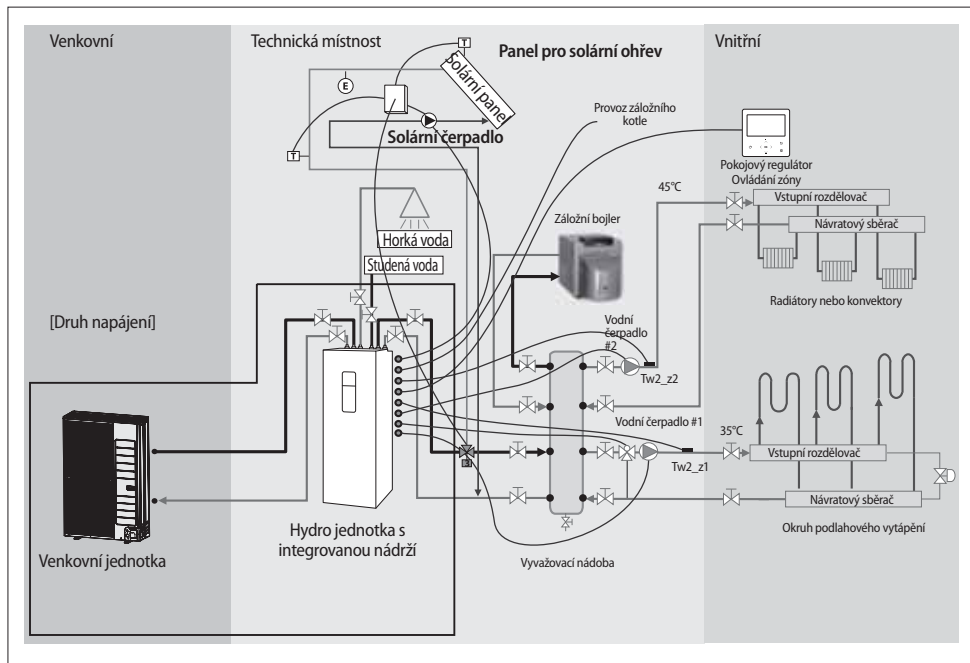 Venkovní
Technická místnost
Panel pro solární ohřev
Vnitřní
T
Solární panel
E
Provoz záložního
kotle
Solární čerpadlo
T
Pokojový regulátor
Ovládání zóny
45°C
Vstupní rozdělovač
Návratový sběrač
Záložní bojler
Horká voda
Studená voda
Radiátory nebo konvektory
[Druh napájení]
Vodní
čerpadlo
#2
Tw2_z2
Vodní čerpadlo #1
35°C
Tw2_z1
Vstupní rozdělovač
3
Návratový sběrač
Hydro jednotka s
integrovanou nádrží
Okruh podlahového vytápění
Venkovní jednotka
Vyvažovací nádoba